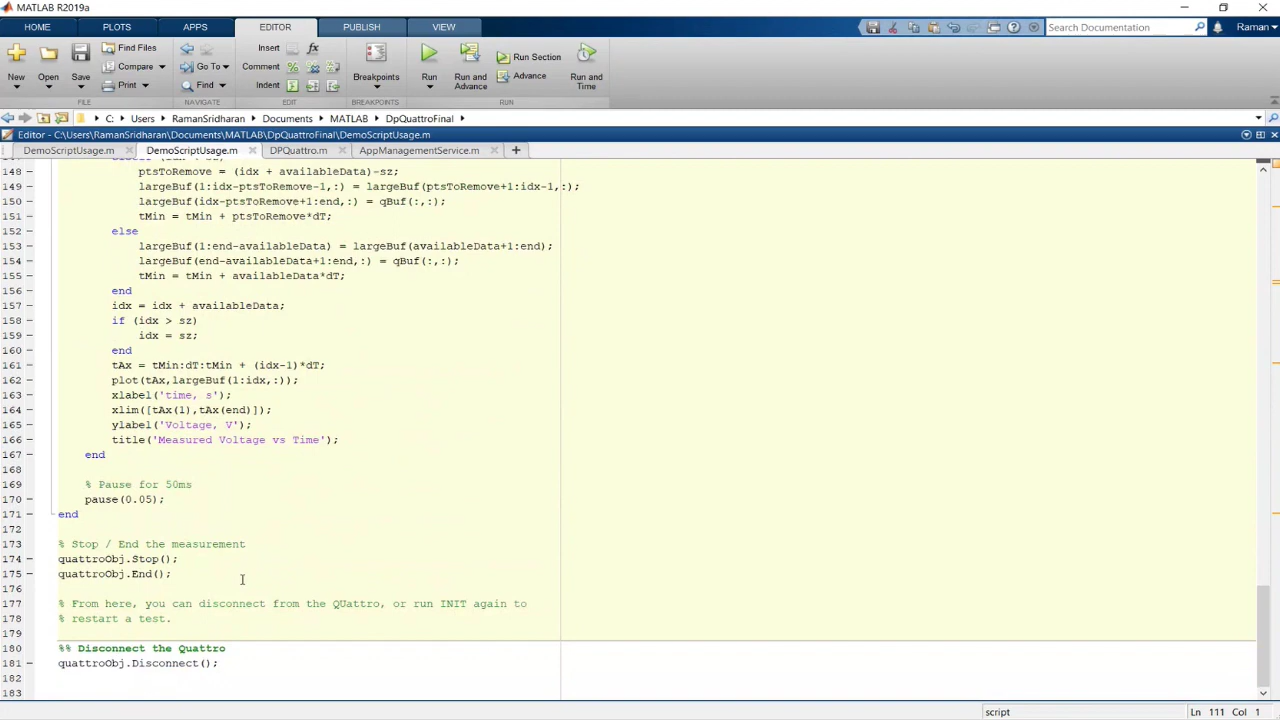 MATLAB R2019a
HOME PLOTS APPS EDITOR PUBLISH VIEW
Search Documentation
Raman
New Open Save
Find Files
Compare
Print
Go To
Find
Insert
Comment
Indent
Breakpoints
Run
Run and Advance
Run Section
Advance
Run and Time
FILE NAVIGATE EDIT BREAKPOINTS RUN
C: Users RamanSridharan Documents MATLAB DpQuattroFinal
Editor - C:\Users\RamanSridharan\Documents\MATLAB\DpQuattroFinal\DemoScriptUsage.m
DemoScriptUsage.m DemoScriptUsage.m DPQuattro.m AppManagementService.m
148 ptsToRemove = (idx + availableData)-sz;
149 largeBuf(1:idx-ptsToRemove-1,:) = largeBuf(ptsToRemove+1:idx-1,:);
150 largeBuf(idx-ptsToRemove+1:end,:) = qBuf(:,:);
151 tMin = tMin + ptsToRemove*dT;
152 else
153 largeBuf(1:end-availableData) = largeBuf(availableData+1:end);
154 largeBuf(end-availableData+1:end,:) = qBuf(:,:);
155 tMin = tMin + availableData*dT;
156 end
157 idx = idx + availableData;
158 if (idx > sz)
159 idx = sz;
160 end
161 tAx = tMin:dT:tMin + (idx-1)*dT;
162 plot(tAx,largeBuf(1:idx,:));
163 xlabel('time, s');
164 xlim([tAx(1),tAx(end)]);
165 ylabel('Voltage, V');
166 title('Measured Voltage vs Time');
167 end
168
169 % Pause for 50ms
170 pause(0.05);
171 end
172
173 % Stop / End the measurement
174 quattroObj.Stop();
175 quattroObj.End();
176
177 % From here, you can disconnect from the QUattro, or run INIT again to
178 % restart a test.
179
180 %% Disconnect the Quattro
181 quattroObj.Disconnect();
182
183
script Ln 111 Col 1